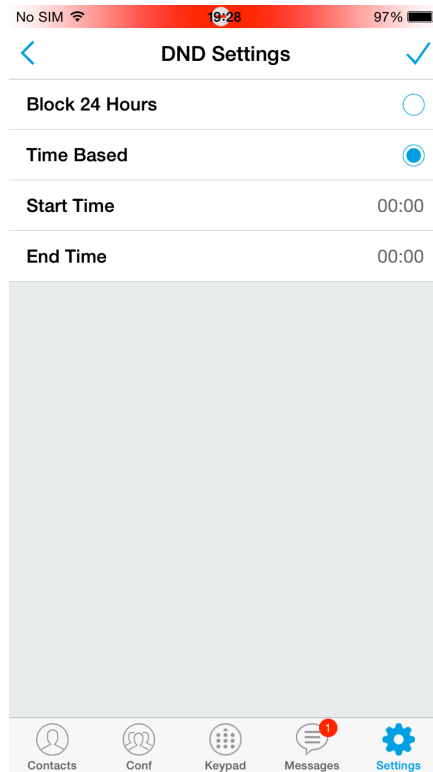 No SIM 19:28 97%
DND Settings
Block 24 Hours
Time Based
Start Time 00:00
End Time 00:00
1
Contacts Conf Keypad Messages Settings